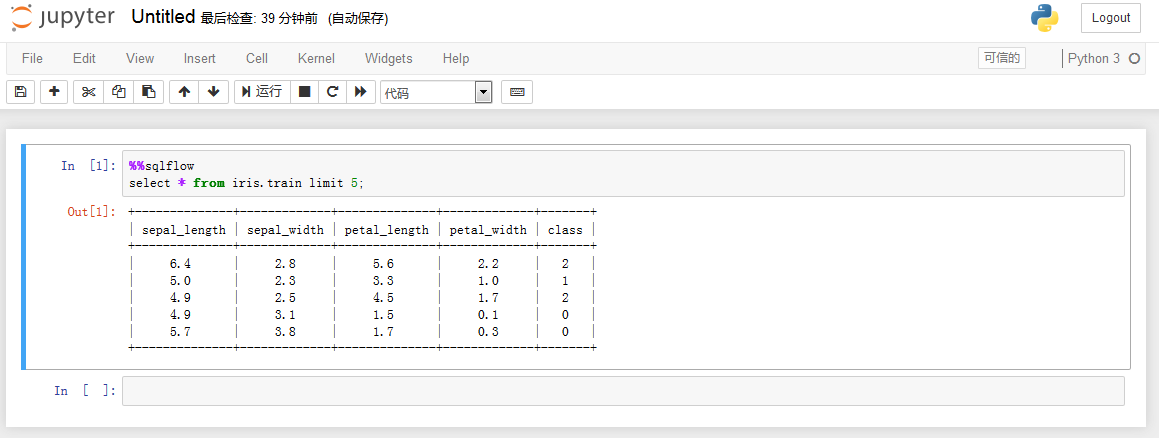 jupyter Untitled 最后检查: 39 分钟前 (自动保存) Logout
File Edit View Insert Cell Kernel Widgets Help 可信的 Python 3
运行 代码
In [1]: %%sqlflow
select * from iris.train limit 5;
Out[1]: +--------------+-------------+--------------+-------------+-------+
| sepal_length | sepal_width | petal_length | petal_width | class |
+--------------+-------------+--------------+-------------+-------+
| 6.4 | 2.8 | 5.6 | 2.2 | 2 |
| 5.0 | 2.3 | 3.3 | 1.0 | 1 |
| 4.9 | 2.5 | 4.5 | 1.7 | 2 |
| 4.9 | 3.1 | 1.5 | 0.1 | 0 |
| 5.7 | 3.8 | 1.7 | 0.3 | 0 |
+--------------+-------------+--------------+-------------+-------+
In [ ]: